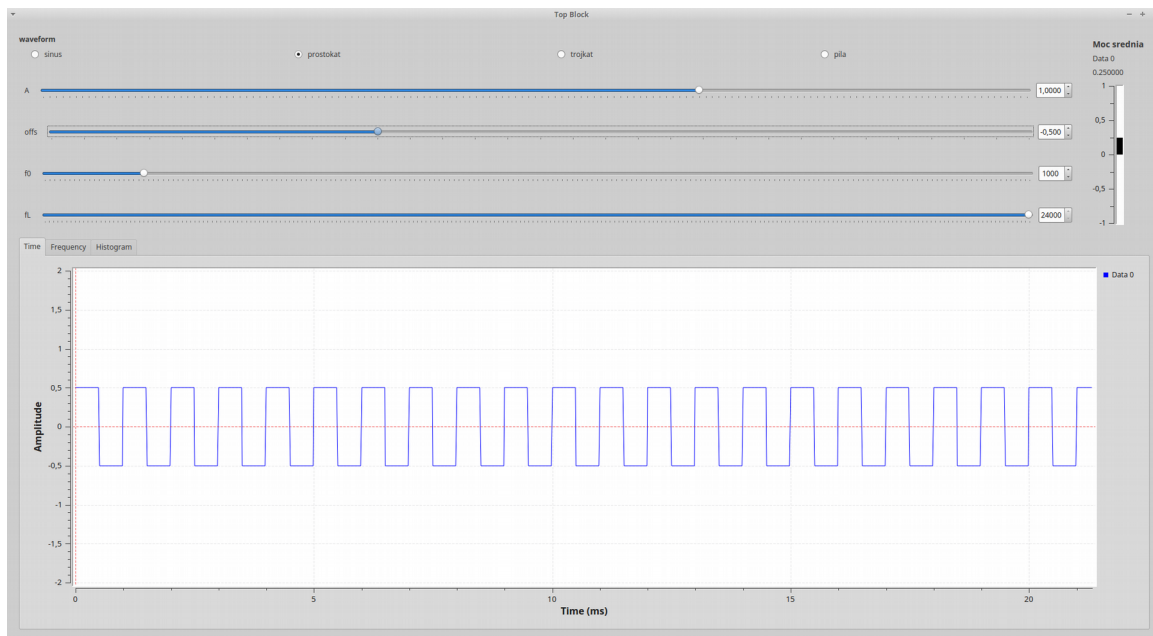 Top Block
waveform
sinus
prostokat
trojkat
pila
A
1,0000
offs
-0,500
f0
1000
fL
24000
Moc srednia
Data 0
0.250000
1
0,5
0
-0,5
-1
Time Frequency Histogram
2
1,5
1
0,5
0
-0,5
-1
-1,5
-2
Amplitude
0 5 10 15 20
Time (ms)
Data 0